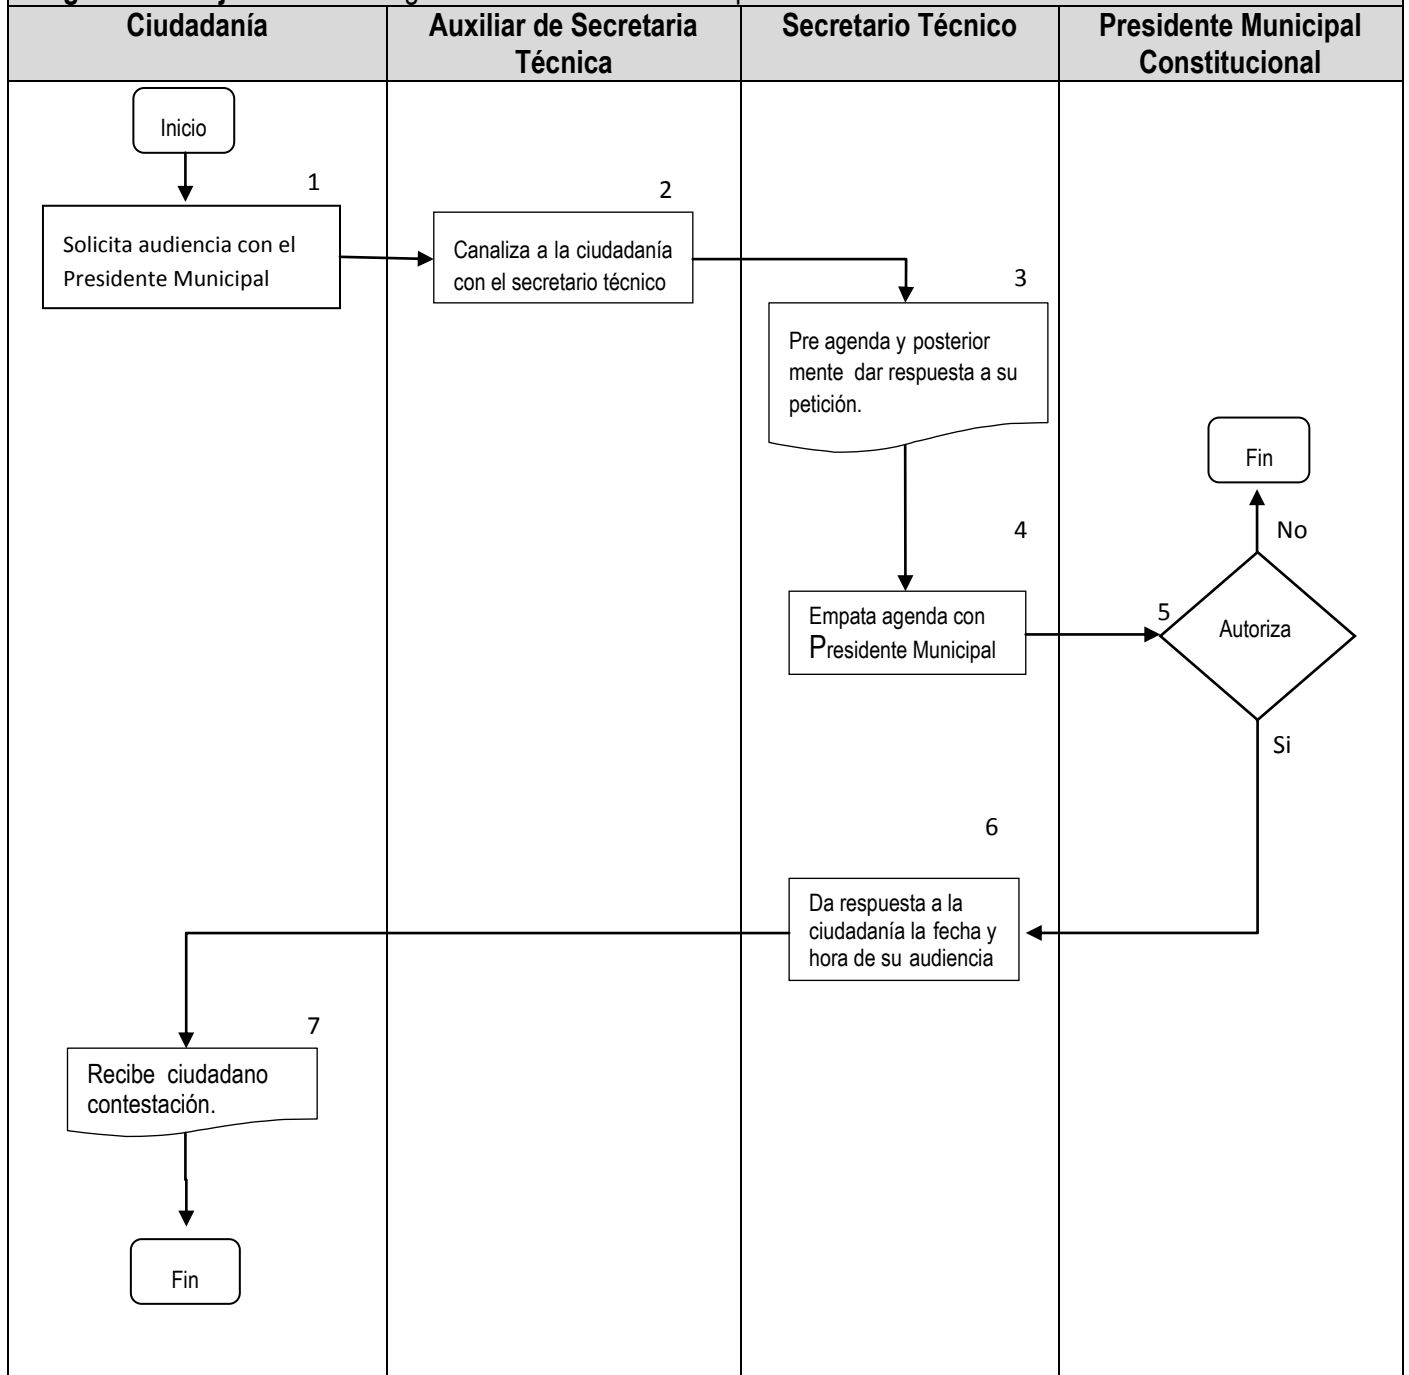 Ciudadanía
Auxiliar de Secretaria
Técnica
Secretario Técnico
Presidente Municipal
Constitucional
Inicio
1
Solicita audiencia con el
Presidente Municipal
2
Canaliza a la ciudadanía
con el secretario técnico
3
Pre agenda y posterior
mente dar respuesta a su
petición.
Fin
No
4
Empata agenda con
Presidente Municipal
5
Autoriza
Si
6
Da respuesta a la
ciudadanía la fecha y
hora de su audiencia
7
Recibe ciudadano
contestación.
Fin